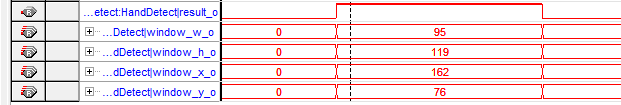 ..etect:HandDetect|result_o
...Detect|window_w_o 0 95
...dDetect|window_h_o 0 119
...dDetect|window_x_o 0 162
...dDetect|window_y_o 0 76